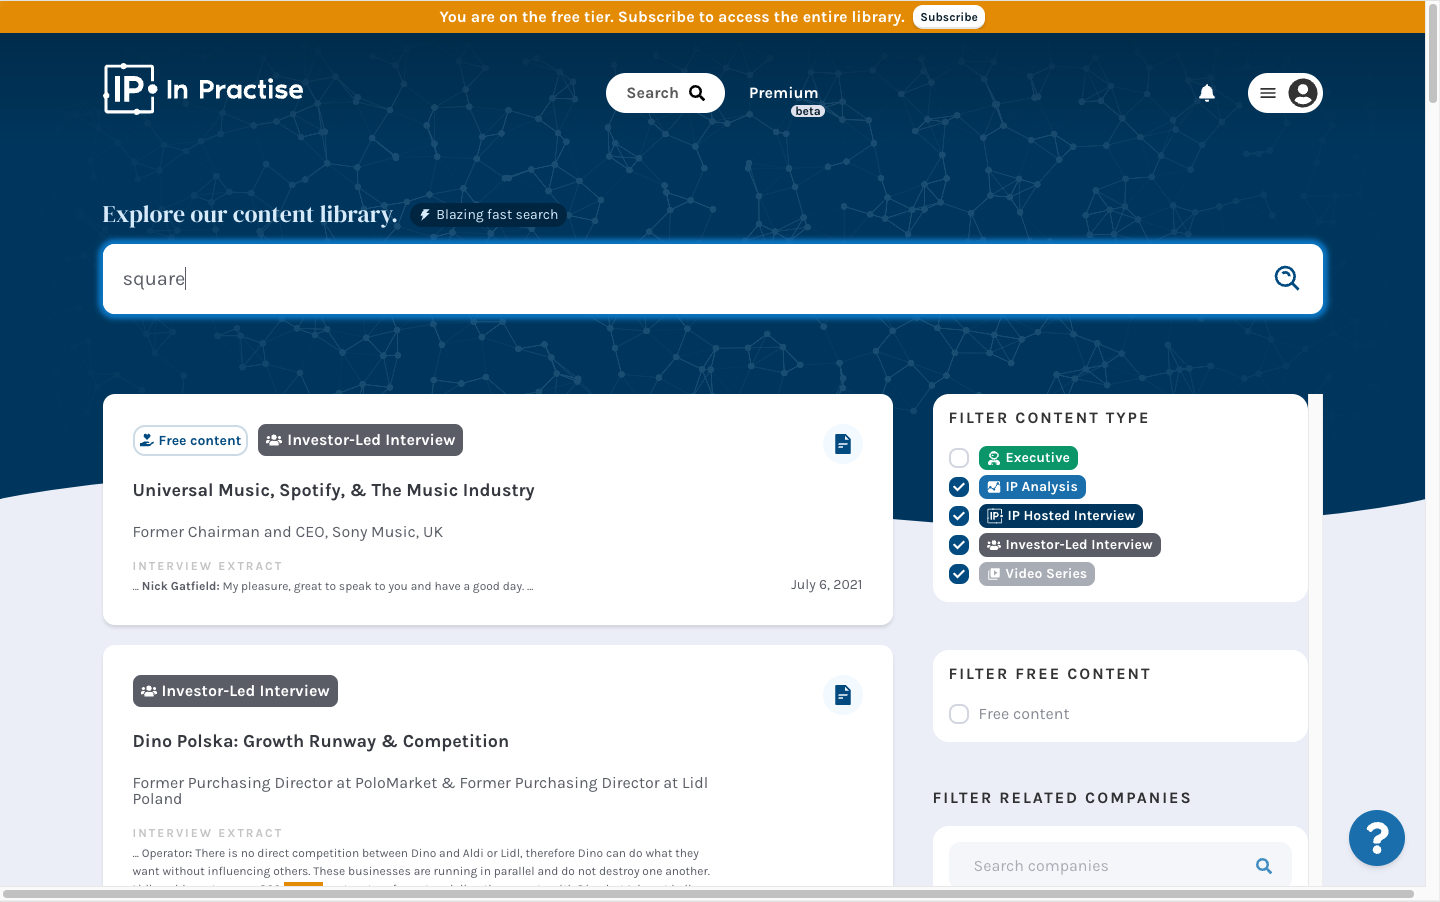 You are on the free tier. Subscribe to access the entire library. Subscribe
IP In Practise
Search
Premium
beta
Explore our content library.
Blazing fast search
square
Free content
Investor-Led Interview
Universal Music, Spotify, & The Music Industry
Former Chairman and CEO, Sony Music, UK
INTERVIEW EXTRACT
... Nick Gatfield: My pleasure, great to speak to you and have a good day. ...
July 6, 2021
Investor-Led Interview
Dino Polska: Growth Runway & Competition
Former Purchasing Director at PoloMarket & Former Purchasing Director at Lidl
Poland
INTERVIEW EXTRACT
... Operator: There is no direct competition between Dino and Aldi or Lidl, therefore Dino can do what they
want without influencing others. These businesses are running in parallel and do not destroy one another.
FILTER CONTENT TYPE
Executive
IP Analysis
IP IP Hosted Interview
Investor-Led Interview
Video Series
FILTER FREE CONTENT
Free content
FILTER RELATED COMPANIES
Search companies
?